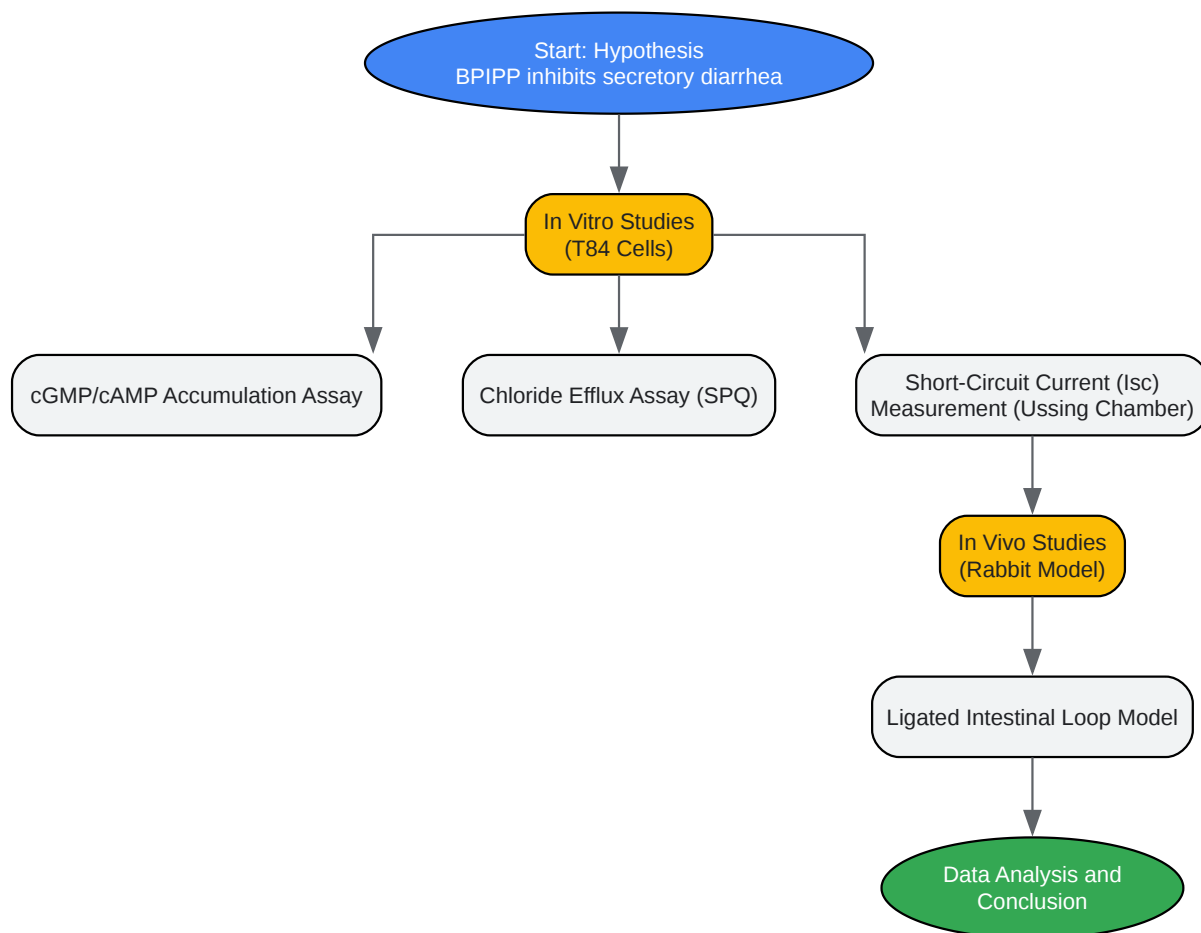 Start: Hypothesis
BPIPP inhibits secretory diarrhea
In Vitro Studies
(T84 Cells)
cGMP/cAMP Accumulation Assay
Chloride Efflux Assay (SPQ)
Short-Circuit Current (Isc)
Measurement (Ussing Chamber)
In Vivo Studies
(Rabbit Model)
Ligated Intestinal Loop Model
Data Analysis and
Conclusion